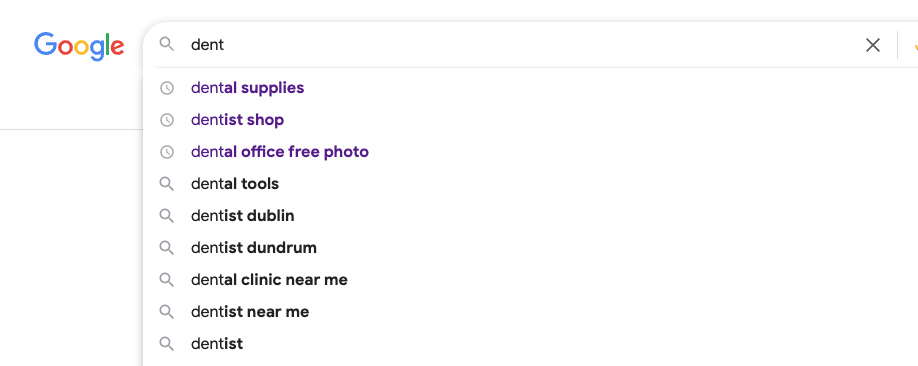 Google
dent
dental supplies
dentist shop
dental office free photo
dental tools
dentist dublin
dentist dundrum
dental clinic near me
dentist near me
dentist